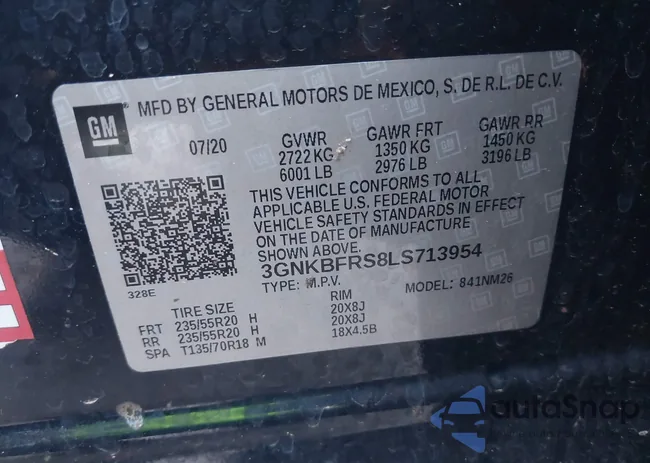 GM
MFD BY GENERAL MOTORS DE MEXICO, S. DE R.L. DE C.V.
07/20 GVWR GAWR FRT GAWR RR
2722 KG 1350 KG 1450 KG
6001 LB 2976 LB 3196 LB
THIS VEHICLE CONFORMS TO ALL
APPLICABLE U.S. FEDERAL MOTOR
VEHICLE SAFETY STANDARDS IN EFFECT
ON THE DATE OF MANUFACTURE
SHOWN ABOVE.
3GNKBFRS8LS713954
328E TYPE: M.P.V. MODEL: 841NM26
TIRE SIZE RIM
FRT 235/55R20 H 20X8J
RR 235/55R20 H 20X8J
SPA T135/70R18 M 18X4.5B
autaSnap